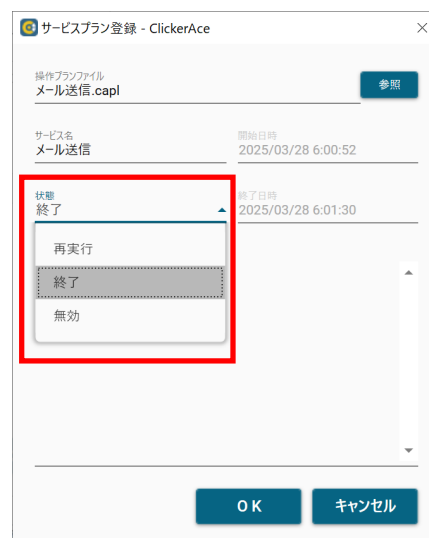 サービスプラン登録 - ClickerAce
操作プランファイル
メール送信.capl
参照
サービス名
メール送信
開始日時
2025/03/28 6:00:52
状態
終了
終了日時
2025/03/28 6:01:30
再実行
終了
無効
OK
キャンセル